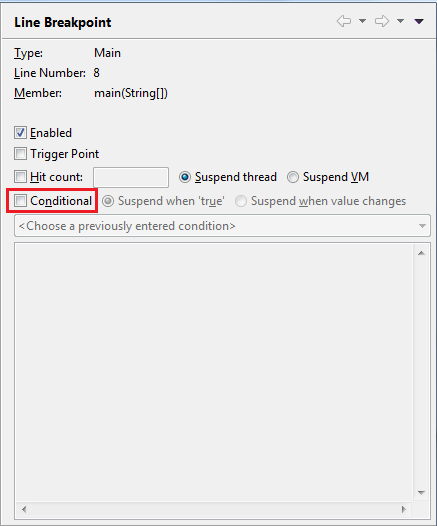 Line Breakpoint
Type: Main
Line Number: 8
Member: main(String[])
Enabled
Trigger Point
Hit count: Suspend thread Suspend VM
Conditional Suspend when 'true' Suspend when value changes
<Choose a previously entered condition>